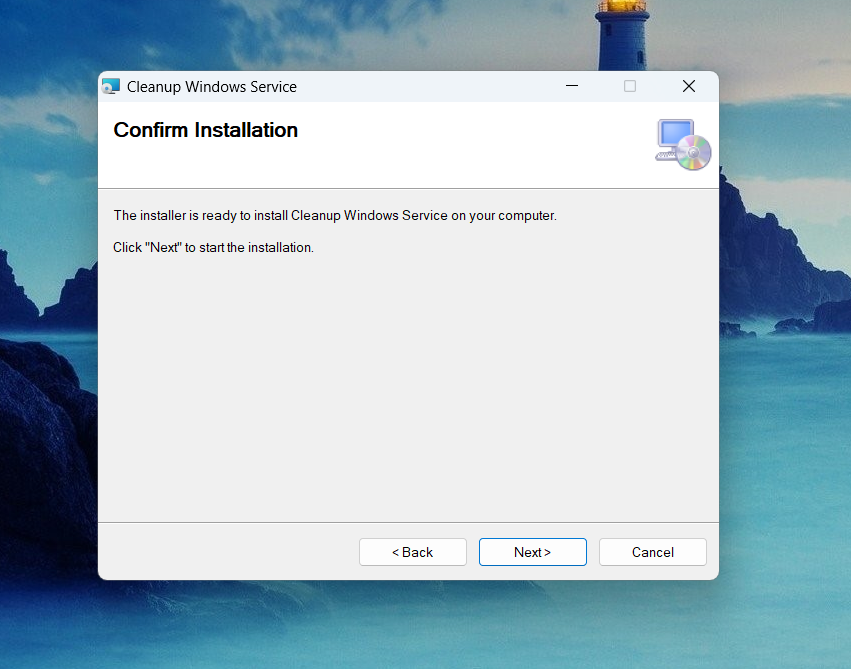 Cleanup Windows Service
Confirm Installation
The installer is ready to install Cleanup Windows Service on your computer.
Click "Next" to start the installation.
< Back
Next >
Cancel